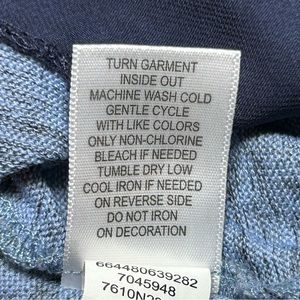 TURN GARMENT
INSIDE OUT
MACHINE WASH COLD
GENTLE CYCLE
WITH LIKE COLORS
ONLY NON-CHLORINE
BLEACH IF NEEDED
TUMBLE DRY LOW
COOL IRON IF NEEDED
ON REVERSE SIDE
DO NOT IRON
ON DECORATION
664480639282
7045948